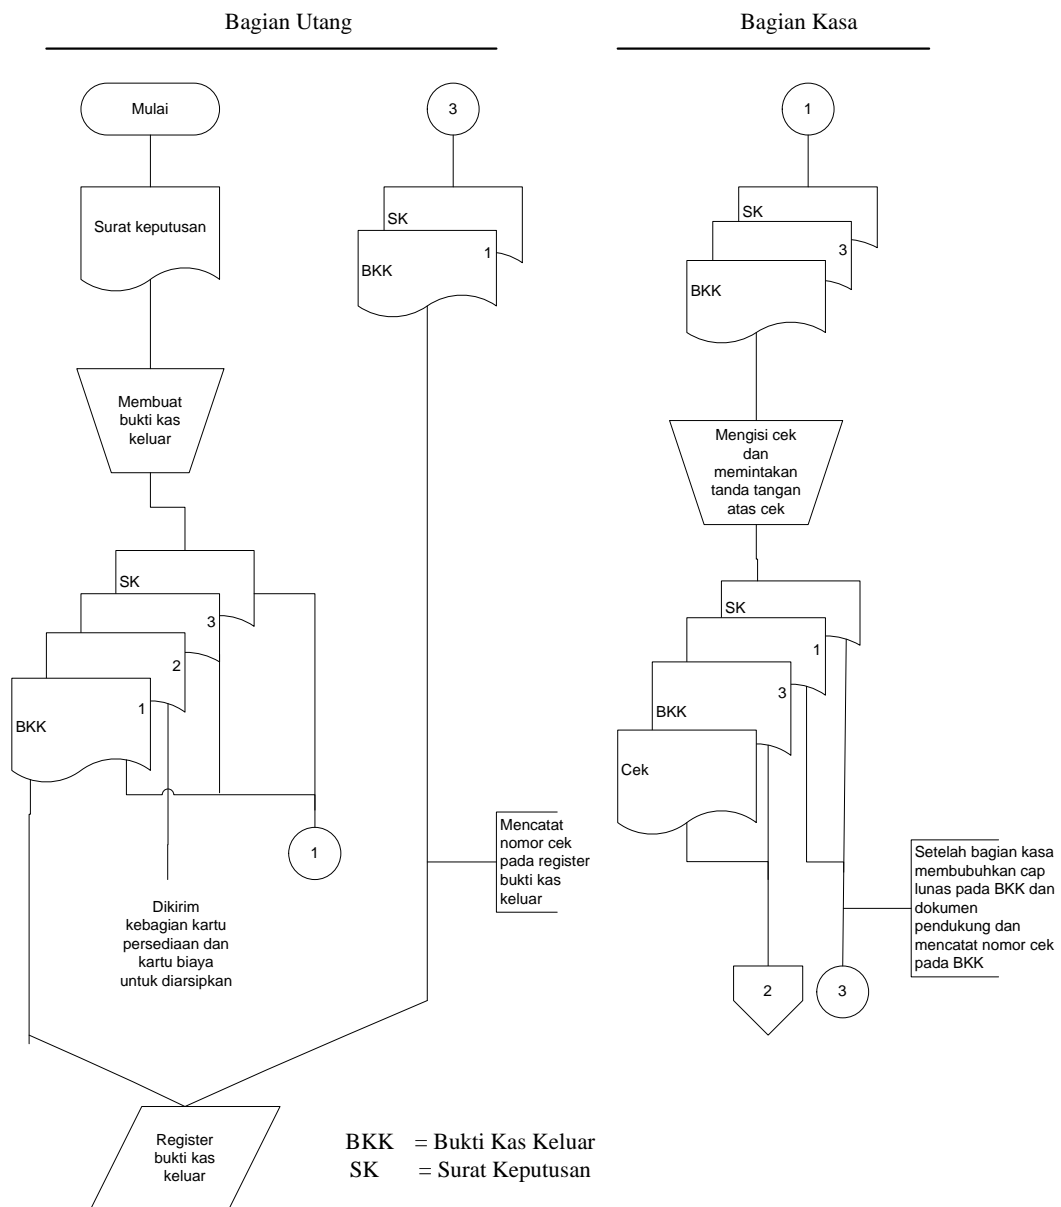 Bagian Utang
Bagian Kasa
Mulai
3
1
Surat keputusan
SK
1
BKK
SK
3
BKK
Membuat
bukti kas
keluar
Mengisi cek
dan
memintakan
tanda tangan
atas cek
SK
3
2
1
BKK
SK
1
3
BKK
Cek
1
Mencatat
nomor cek
pada register
bukti kas
keluar
Setelah bagian kasa
membubuhkan cap
lunas pada BKK dan
dokumen
pendukung dan
mencatat nomor cek
pada BKK
Dikirim
kebagian kartu
persediaan dan
kartu biaya
untuk diarsipkan
2
3
Register
bukti kas
keluar
BKK = Bukti Kas Keluar
SK = Surat Keputusan